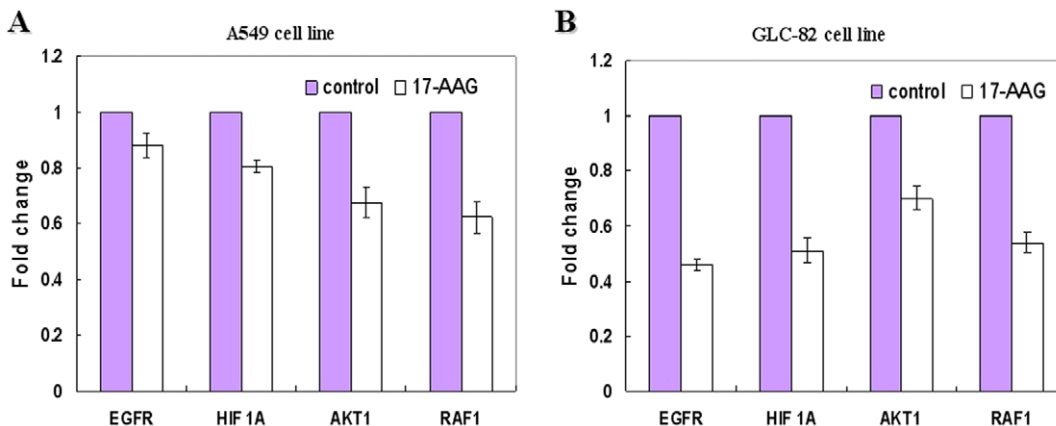 A
A549 cell line
Fold change
1.2
1
0.8
0.6
0.4
0.2
0
control 17-AAG
EGFR HIF 1A AKT1 RAF1
B
GLC-82 cell line
Fold change
1.2
1
0.8
0.6
0.4
0.2
0
control 17-AAG
EGFR HIF 1A AKT1 RAF1